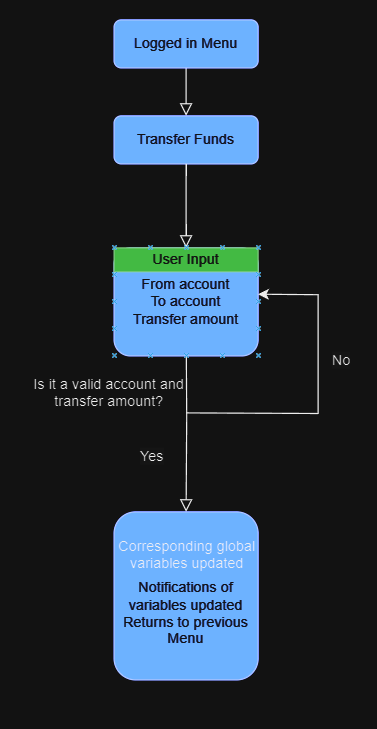 Logged in Menu
Transfer Funds
User Input
From account
To account
Transfer amount
No
Is it a valid account and
transfer amount?
Yes
Corresponding global
variables updated
Notifications of
variables updated
Returns to previous
Menu